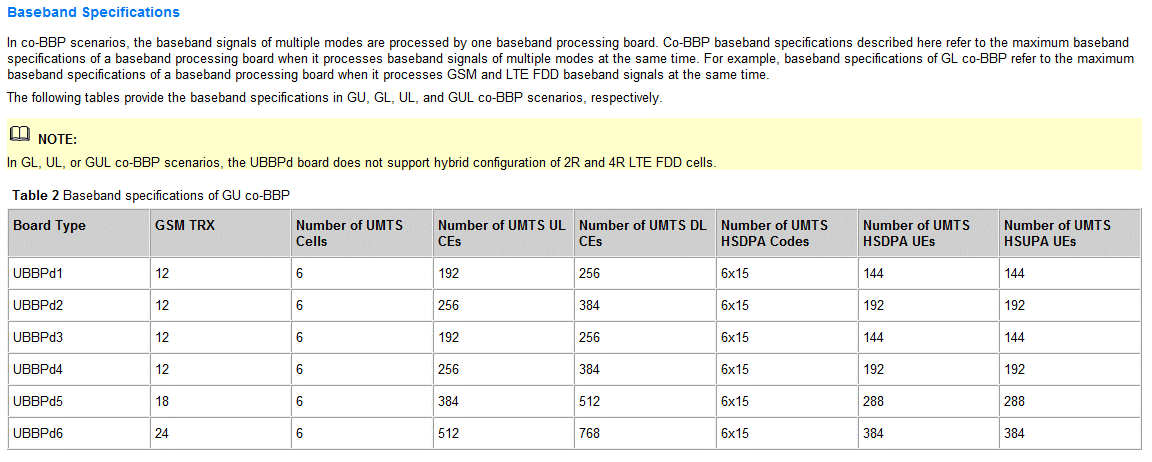 Baseband Specifications
In co-BBP scenarios, the baseband signals of multiple modes are processed by one baseband processing board. Co-BBP baseband specifications described here refer to the maximum baseband
specifications of a baseband processing board when it processes baseband signals of multiple modes at the same time. For example, baseband specifications of GL co-BBP refer to the maximum
baseband specifications of a baseband processing board when it processes GSM and LTE FDD baseband signals at the same time.
The following tables provide the baseband specifications in GU, GL, UL, and GUL co-BBP scenarios, respectively.
NOTE:
In GL, UL, or GUL co-BBP scenarios, the UBBPd board does not support hybrid configuration of 2R and 4R LTE FDD cells.
Table 2 Baseband specifications of GU co-BBP
Board Type GSM TRX Number of UMTS Number of UMTS UL Number of UMTS DL Number of UMTS Number of UMTS Number of UMTS
Cells CEs CEs HSDPA Codes HSDPA UEs HSUPA UEs
UBBPd1 12 6 192 256 6x15 144 144
UBBPd2 12 6 256 384 6x15 192 192
UBBPd3 12 6 192 256 6x15 144 144
UBBPd4 12 6 256 384 6x15 192 192
UBBPd5 18 6 384 512 6x15 288 288
UBBPd6 24 6 512 768 6x15 384 384